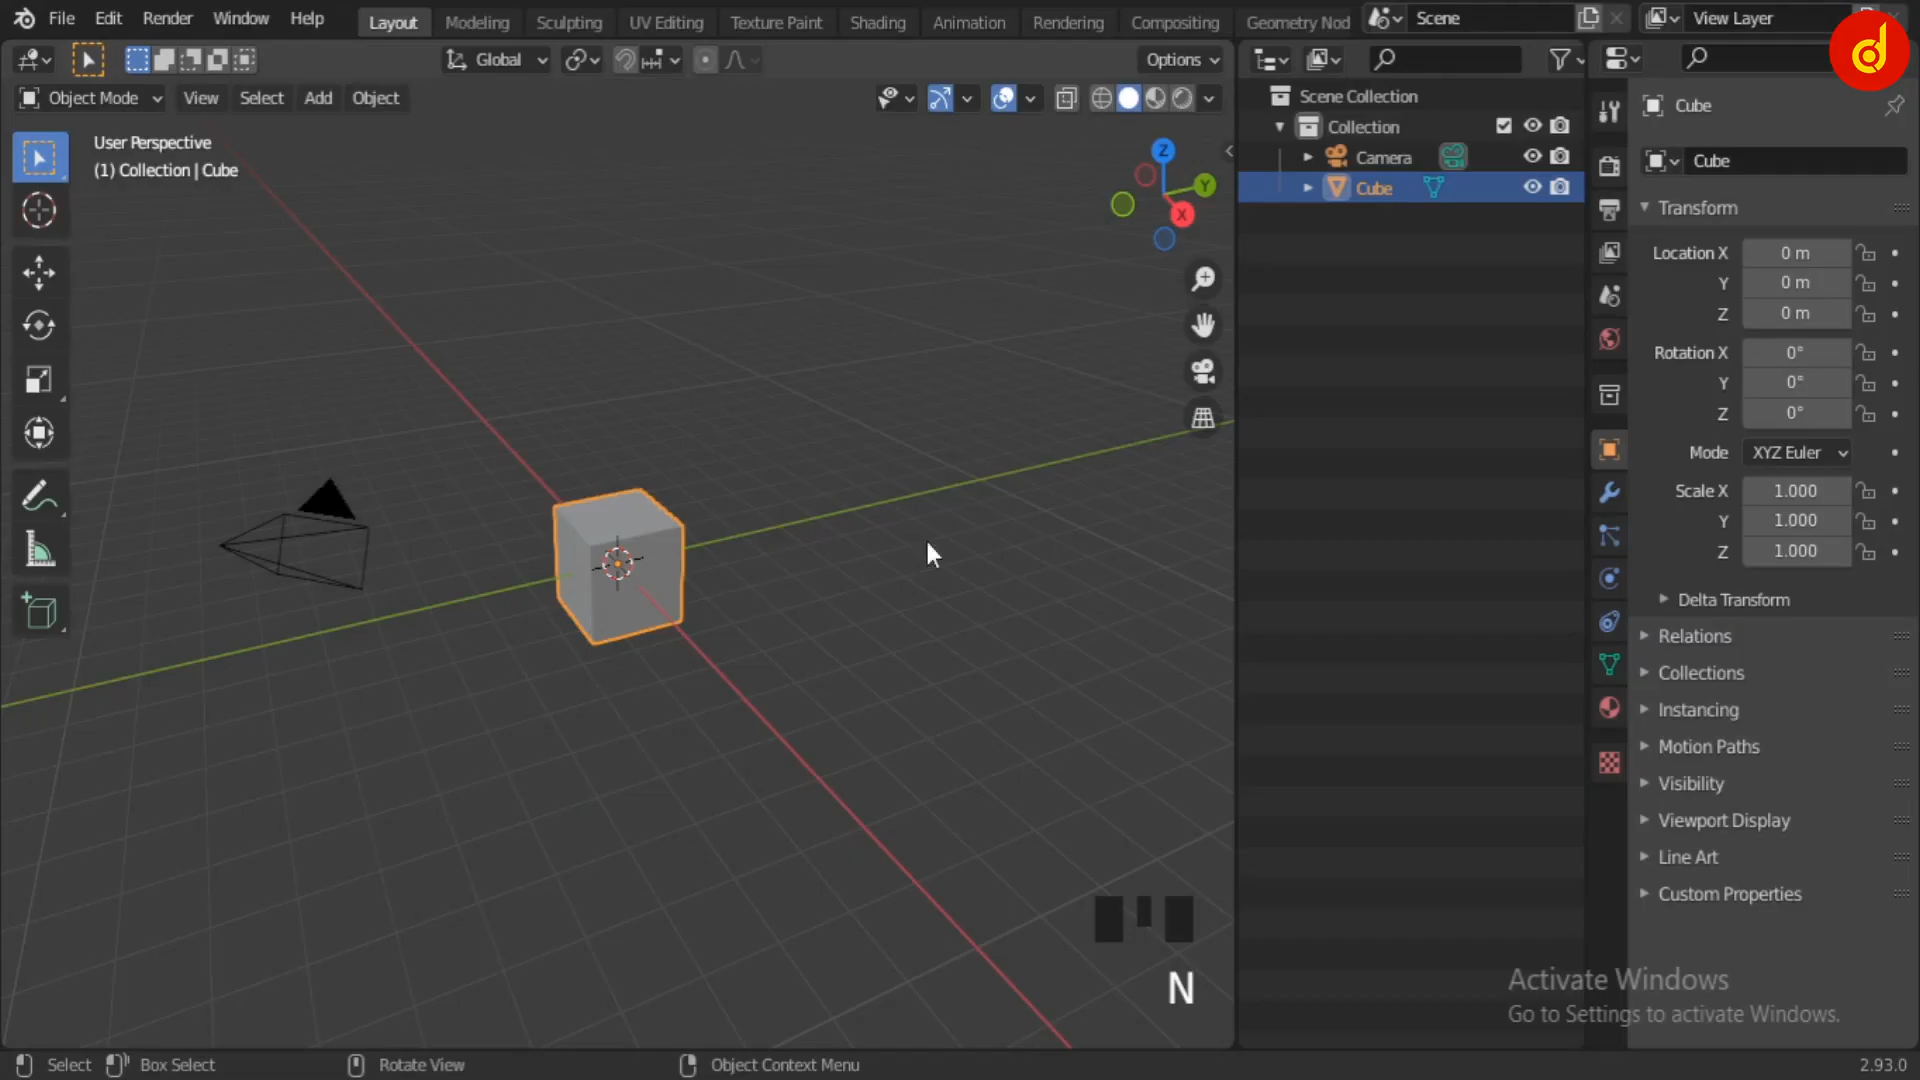 File Edit Render Window Help Layout Modeling Sculpting UV Editing Texture Paint Shading Animation Rendering Compositing Geometry Nod Scene View Layer
Global Options
Object Mode View Select Add Object
User Perspective
(1) Collection | Cube
Z
Y
X
Scene Collection
Collection
Camera
Cube
Cube
Cube
Transform
Location X 0 m
Y 0 m
Z 0 m
Rotation X 0°
Y 0°
Z 0°
Mode XYZ Euler
Scale X 1.000
Y 1.000
Z 1.000
Delta Transform
Relations
Collections
Instancing
Motion Paths
Visibility
Viewport Display
Line Art
Custom Properties
N
Activate Windows
Go to Settings to activate Windows.
Select Box Select Rotate View Object Context Menu 2.93.0